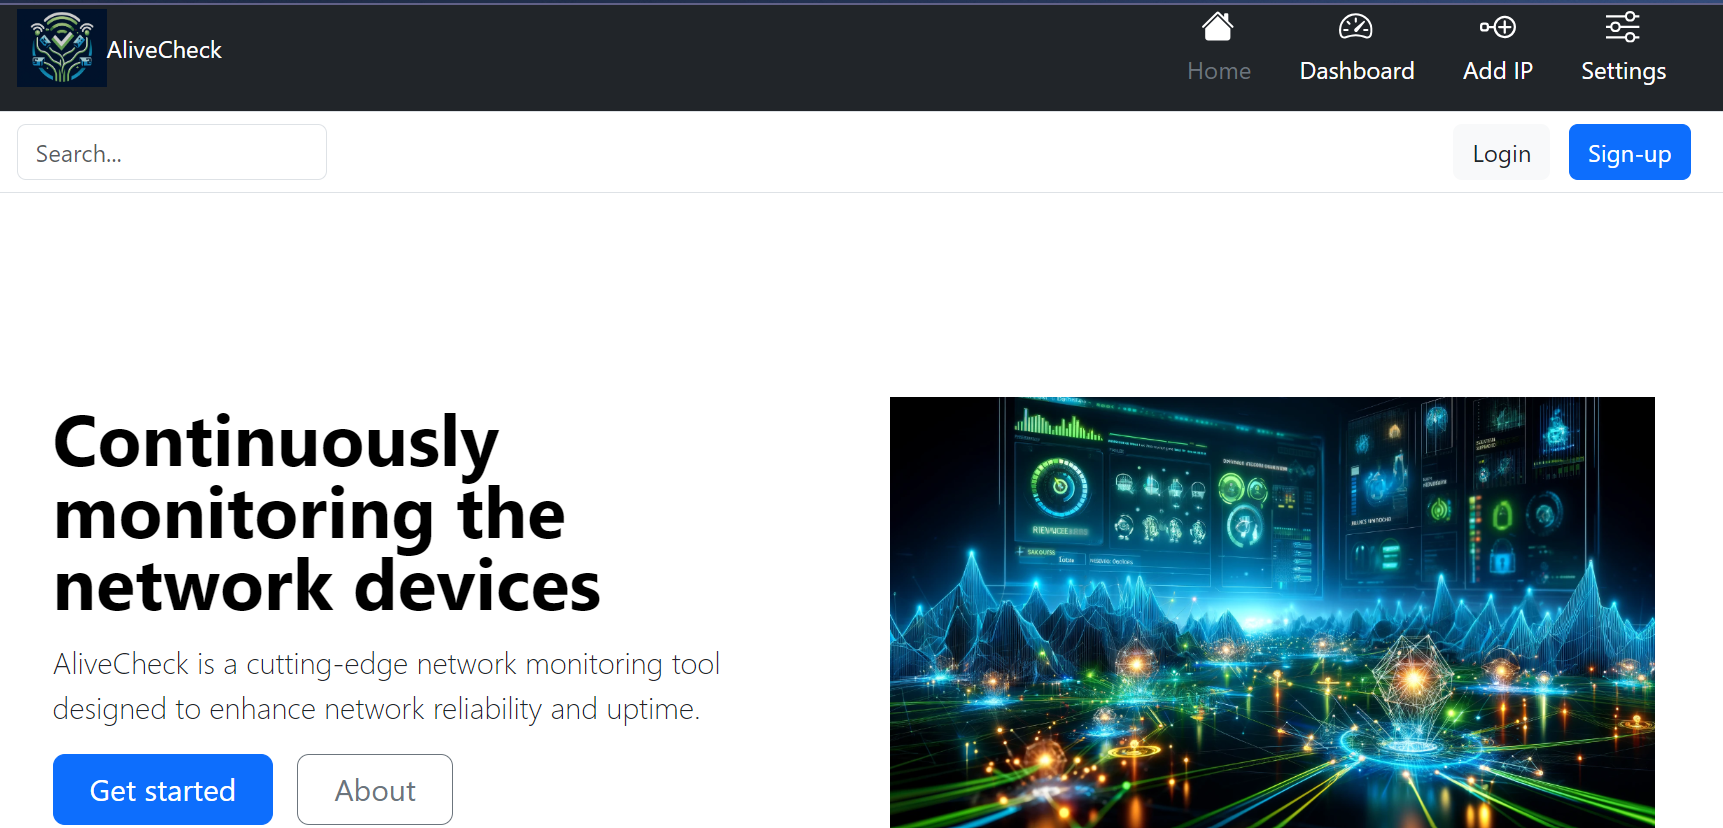 AliveCheck
Home
Dashboard
Add IP
Settings
Search...
Login
Sign-up
Continuously
monitoring the
network devices
AliveCheck is a cutting-edge network monitoring tool
designed to enhance network reliability and uptime.
Get started
About